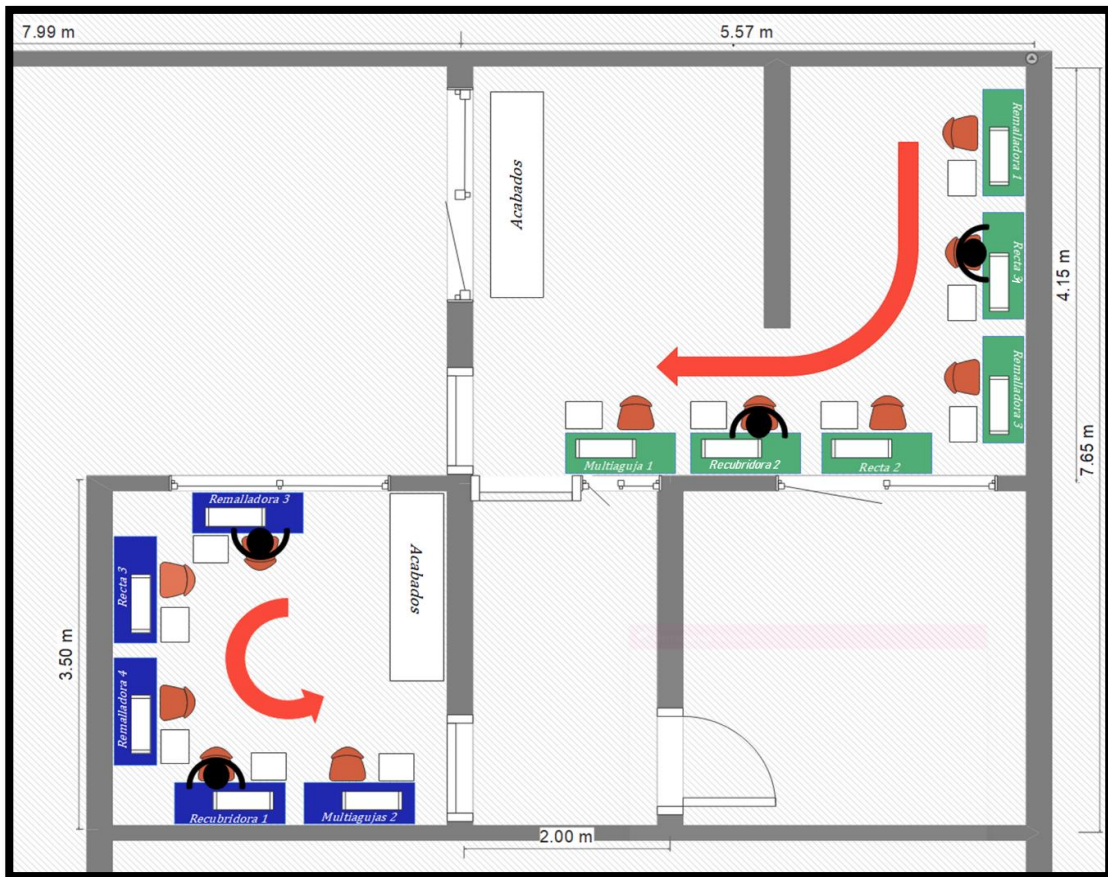 7.99 m
5.57 m
Remalladora 1
Acabados
Recta 3
4.15 m
Remalladora 3
Multiaguja 1
Recubridora 2
Recta 2
7.65 m
Remalladora 3
Acabados
Recta 3
3.50 m
Remalladora 4
Recubridora 1
Multiagujas 2
2.00 m